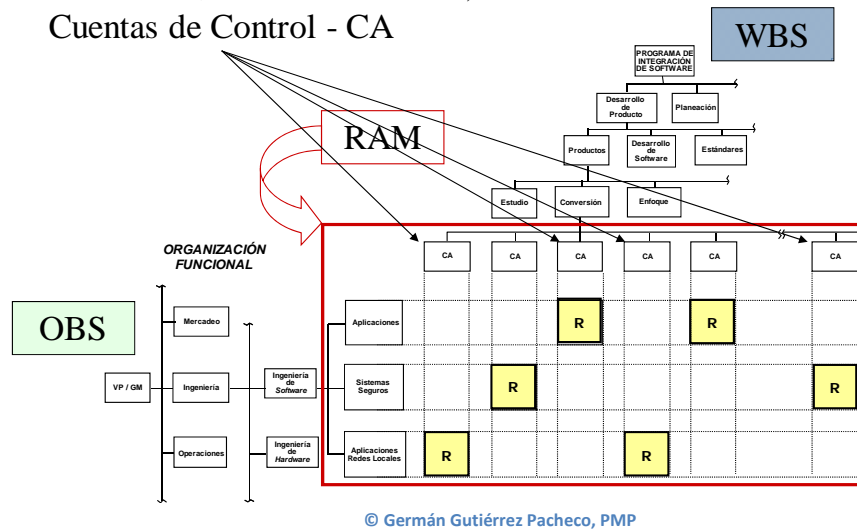 Cuentas de Control - CA
WBS
PROGRAMA DE
INTEGRACIÓN
DE SOFTWARE
Desarrollo
de
Producto
Planeación
RAM
Productos
Desarrollo
de
Software
Estándares
Estudio
Conversión
Enfoque
ORGANIZACIÓN
FUNCIONAL
CA
CA
CA
CA
CA
CA
OBS
Mercadeo
Aplicaciones
R
R
VP / GM
Ingeniería
Ingeniería
de
Software
Sistemas
Seguros
R
R
Operaciones
Ingeniería
de
Hardware
Aplicaciones
Redes Locales
R
R
© Germán Gutiérrez Pacheco, PMP